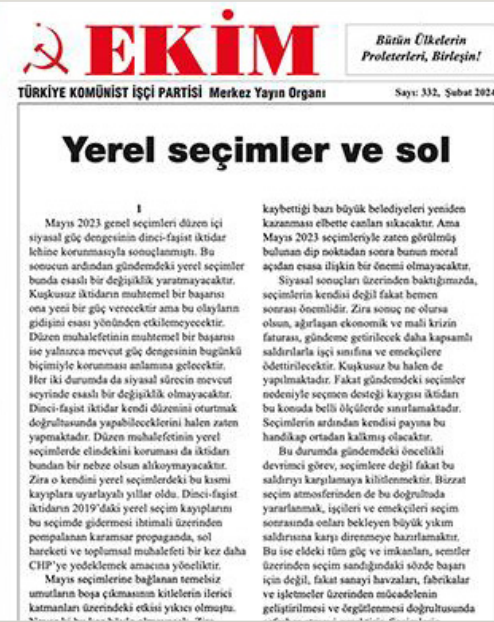 EKİM
Bütün Ülkelerin
Proleterleri, Birleşin!
TÜRKİYE KOMÜNİST İŞÇİ PARTİSİ Merkez Yayın Organı
Sayı: 332, Şubat 2024
Yerel seçimler ve sol
1
Mayıs 2023 genel seçimleri düzen içi
siyasal güç dengesinin dinci-faşist iktidar
lehine korunmasıyla sonuçlanmıştı. Bu
sonucun ardından gündemdeki yerel seçimler
bunda esaslı bir değişiklik yaratmayacaktır.
Kuşkusuz iktidarın muhtemel bir başarısı
ona yeni bir güç verecektir ama bu olayların
gidişini esası yönünden etkilemeyecektir.
Düzen muhalefetinin muhtemel bir başarısı
ise yalnızca mevcut güç dengesinin bugünkü
biçimiyle korunması anlamına gelecektir.
Her iki durumda da siyasal sürecin mevcut
seyrinde esaslı bir değişiklik olmayacaktır.
Dinci-faşist iktidar kendi düzenini oturtmak
doğrultusunda yapabileceklerini halen zaten
yapmaktadır. Düzen muhalefetinin yerel
seçimlerde elindekini koruması da iktidarı
bundan bir nebze olsun alıkoymayacaktır.
Zira o kendini yerel seçimlerdeki bu kısmi
kayıplara uyarlayalı yıllar oldu. Dinci-faşist
iktidarın 2019'daki yerel seçim kayıplarını
bu seçimde gidermesi ihtimali üzerinden
pompalanan karamsar propaganda, sol
hareketi ve toplumsal muhalefeti bir kez daha
CHP'ye yedeklemek amacına yöneliktir.
Mayıs seçimlerine bağlanan temelsiz
umutların boşa çıkmasının kitlelerin ilerici
katmanları üzerindeki etkisi yıkıcı olmuştu.
kaybettiği bazı büyük belediyeleri yeniden
kazanması elbette canları sıkacaktır. Ama
Mayıs 2023 seçimleriyle zaten görülmüş
bulunan dip noktadan sonra bunun moral
açıdan esasa ilişkin bir önemi olmayacaktır.
Siyasal sonuçları üzerinden baktığımızda,
seçimlerin kendisi değil fakat hemen
sonrası önemlidir. Zira sonuç ne olursa
olsun, ağırlaşan ekonomik ve mali krizin
faturası, gündeme getirilecek daha kapsamlı
saldırılarla işçi sınıfına ve emekçilere
ödettirilecektir. Kuşkusuz bu halen de
yapılmaktadır. Fakat gündemdeki seçimler
nedeniyle seçmen desteği kaygısı iktidarı
bu konuda belli ölçülerde sınırlamaktadır.
Seçimlerin ardından kendisi payına bu
handikap ortadan kalkmış olacaktır.
Bu durumda gündemdeki öncelikli
devrimci görev, seçimlere değil fakat bu
saldırıyı karşılamaya kilitlenmektir. Bizzat
seçim atmosferinden de bu doğrultuda
yararlanmak, işçileri ve emekçileri seçim
sonrasında onları bekleyen büyük yıkım
saldırısına karşı direnmeye hazırlamaktır.
Bu ise eldeki tüm güç ve imkanları, semtler
üzerinden seçim sandığındaki sözde başarı
için değil, fakat sanayi havzaları, fabrikalar
ve işletmeler üzerinden mücadelenin
geliştirilmesi ve örgütlenmesi doğrultusunda